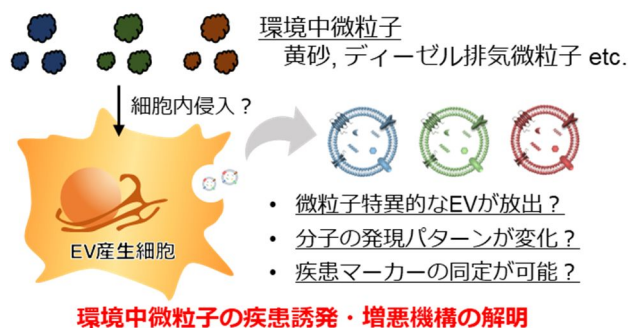 環境中微粒子
黄砂, ディーゼル排気微粒子 etc.
細胞内侵入？
EV産生細胞
• 微粒子特異的なEVが放出？
• 分子の発現パターンが変化？
• 疾患マーカーの同定が可能？
環境中微粒子の疾患誘発・増悪機構の解明